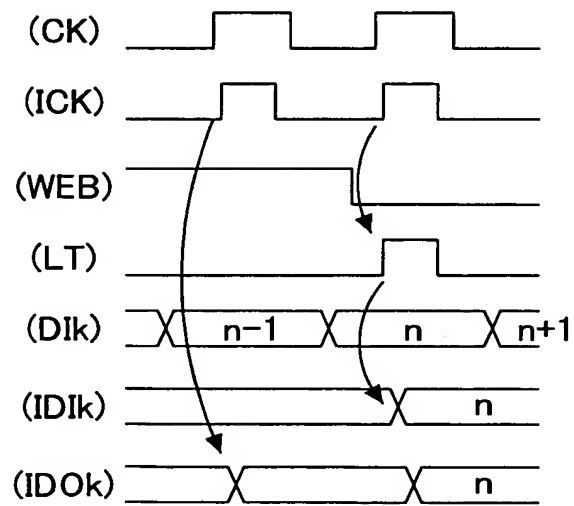 (CK)
(ICK)
(WEB)
(LT)
(DIk) n-1 n n+1
(IDIk) n
(IDOk) n